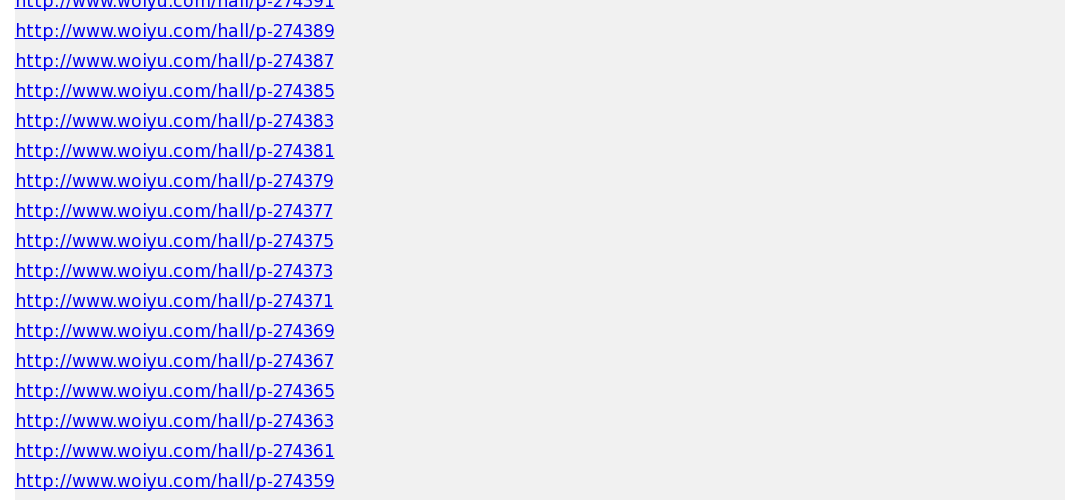 http://www.woiyu.com/hall/p-274391
http://www.woiyu.com/hall/p-274389
http://www.woiyu.com/hall/p-274387
http://www.woiyu.com/hall/p-274385
http://www.woiyu.com/hall/p-274383
http://www.woiyu.com/hall/p-274381
http://www.woiyu.com/hall/p-274379
http://www.woiyu.com/hall/p-274377
http://www.woiyu.com/hall/p-274375
http://www.woiyu.com/hall/p-274373
http://www.woiyu.com/hall/p-274371
http://www.woiyu.com/hall/p-274369
http://www.woiyu.com/hall/p-274367
http://www.woiyu.com/hall/p-274365
http://www.woiyu.com/hall/p-274363
http://www.woiyu.com/hall/p-274361
http://www.woiyu.com/hall/p-274359